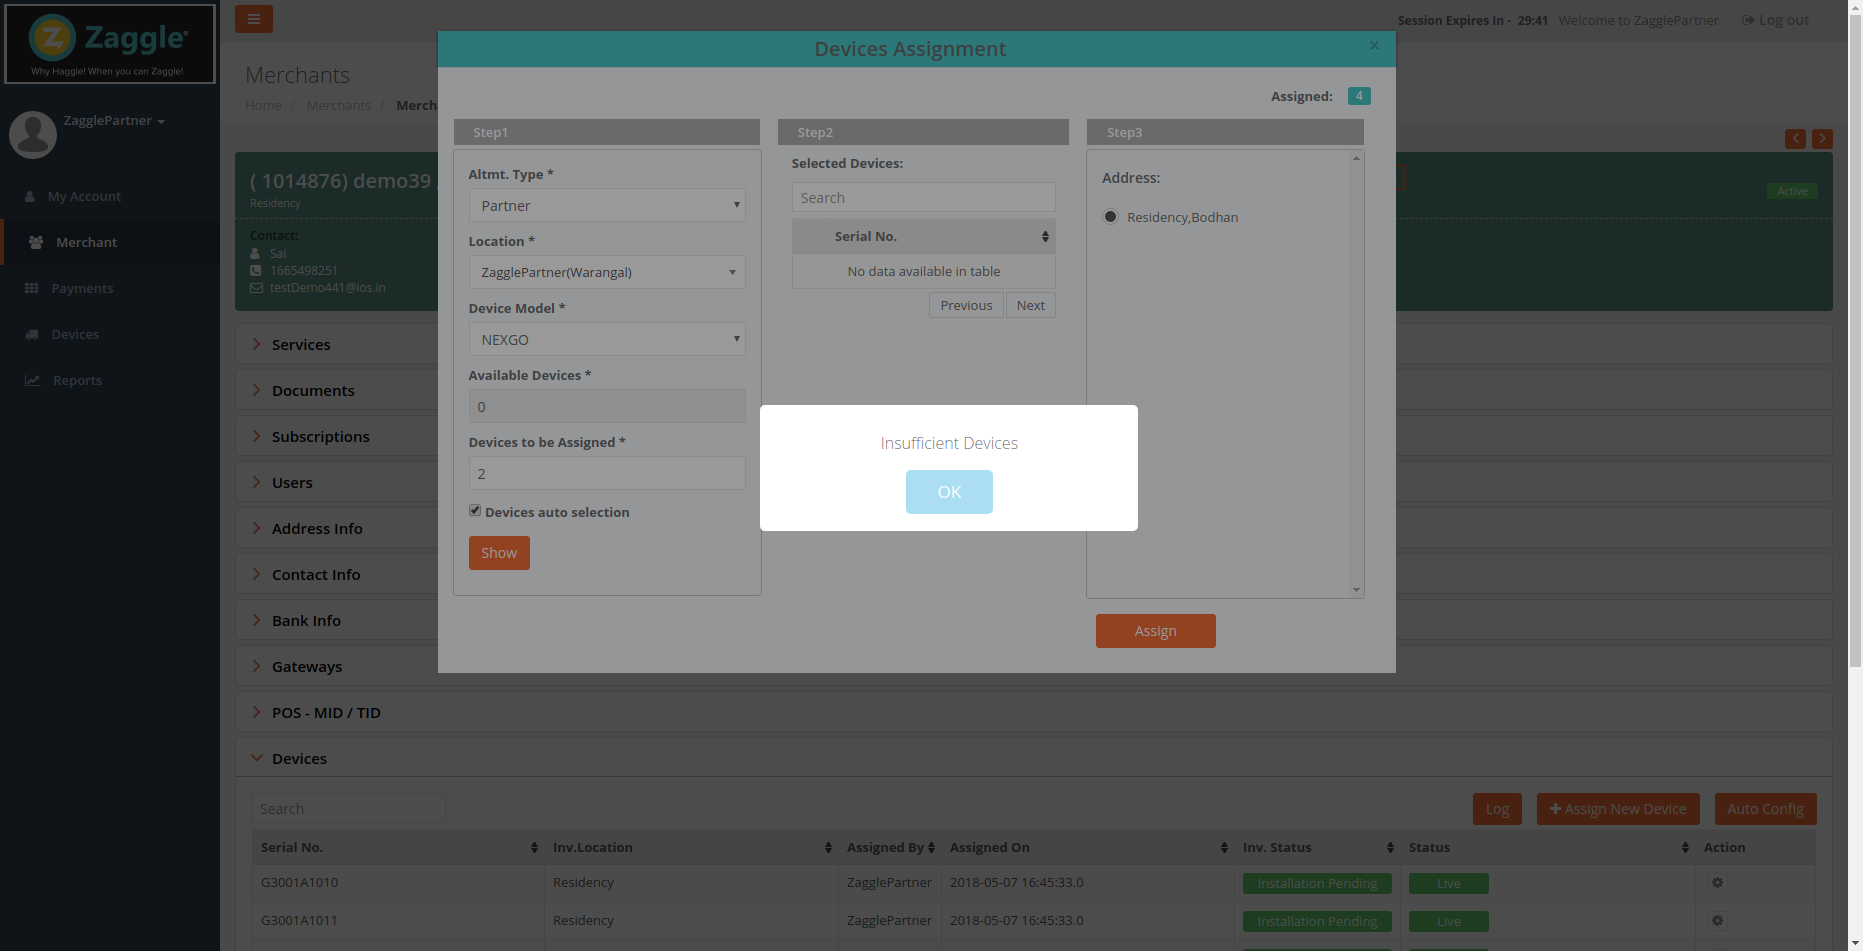 Zaggle®
Why Haggle! When you can Zaggle!
ZagglePartner
My Account
Merchant
Payments
Devices
Reports
Session Expires In - 29:41 Welcome to ZagglePartner Log out
Merchants
Home / Merchants / Merch
( 1014876) demo39
Residency
Active
Contact:
Sai
1665498251
testDemo441@ios.in
Devices Assignment ×
Assigned: 4
Step1
Altmt. Type *
Partner
Location *
ZagglePartner(Warangal)
Device Model *
NEXGO
Available Devices *
0
Devices to be Assigned *
2
Devices auto selection
Show
Step2
Selected Devices:
Search
Serial No.
No data available in table
Previous Next
Step3
Address:
Residency,Bodhan
Assign
Insufficient Devices
OK
Services
Documents
Subscriptions
Users
Address Info
Contact Info
Bank Info
Gateways
POS - MID / TID
Devices
Search
Log Assign New Device Auto Config
Serial No. Inv.Location Assigned By Assigned On Inv. Status Status Action
G3001A1010 Residency ZagglePartner 2018-05-07 16:45:33.0 Installation Pending Live
G3001A1011 Residency ZagglePartner 2018-05-07 16:45:33.0 Installation Pending Live